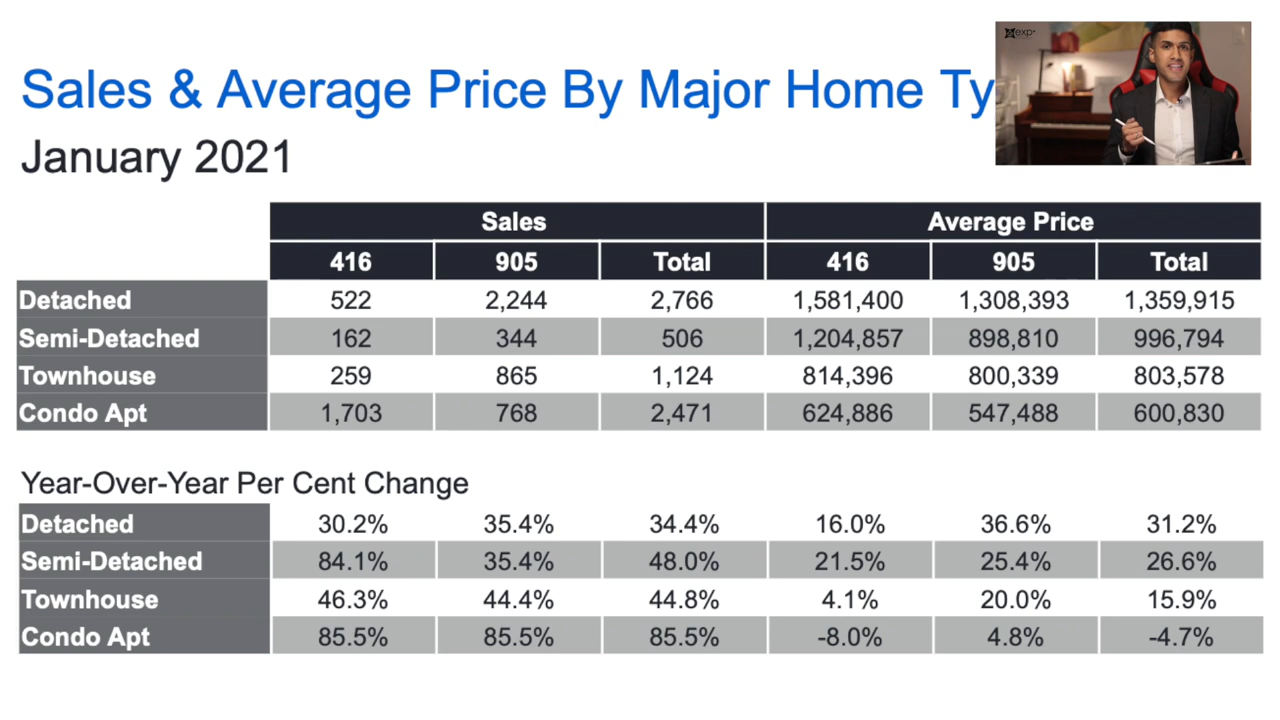 Sales & Average Price By Major Home Ty
exp
January 2021
Sales Average Price
416 905 Total 416 905 Total
Detached 522 2,244 2,766 1,581,400 1,308,393 1,359,915
Semi-Detached 162 344 506 1,204,857 898,810 996,794
Townhouse 259 865 1,124 814,396 800,339 803,578
Condo Apt 1,703 768 2,471 624,886 547,488 600,830
Year-Over-Year Per Cent Change
Detached 30.2% 35.4% 34.4% 16.0% 36.6% 31.2%
Semi-Detached 84.1% 35.4% 48.0% 21.5% 25.4% 26.6%
Townhouse 46.3% 44.4% 44.8% 4.1% 20.0% 15.9%
Condo Apt 85.5% 85.5% 85.5% -8.0% 4.8% -4.7%